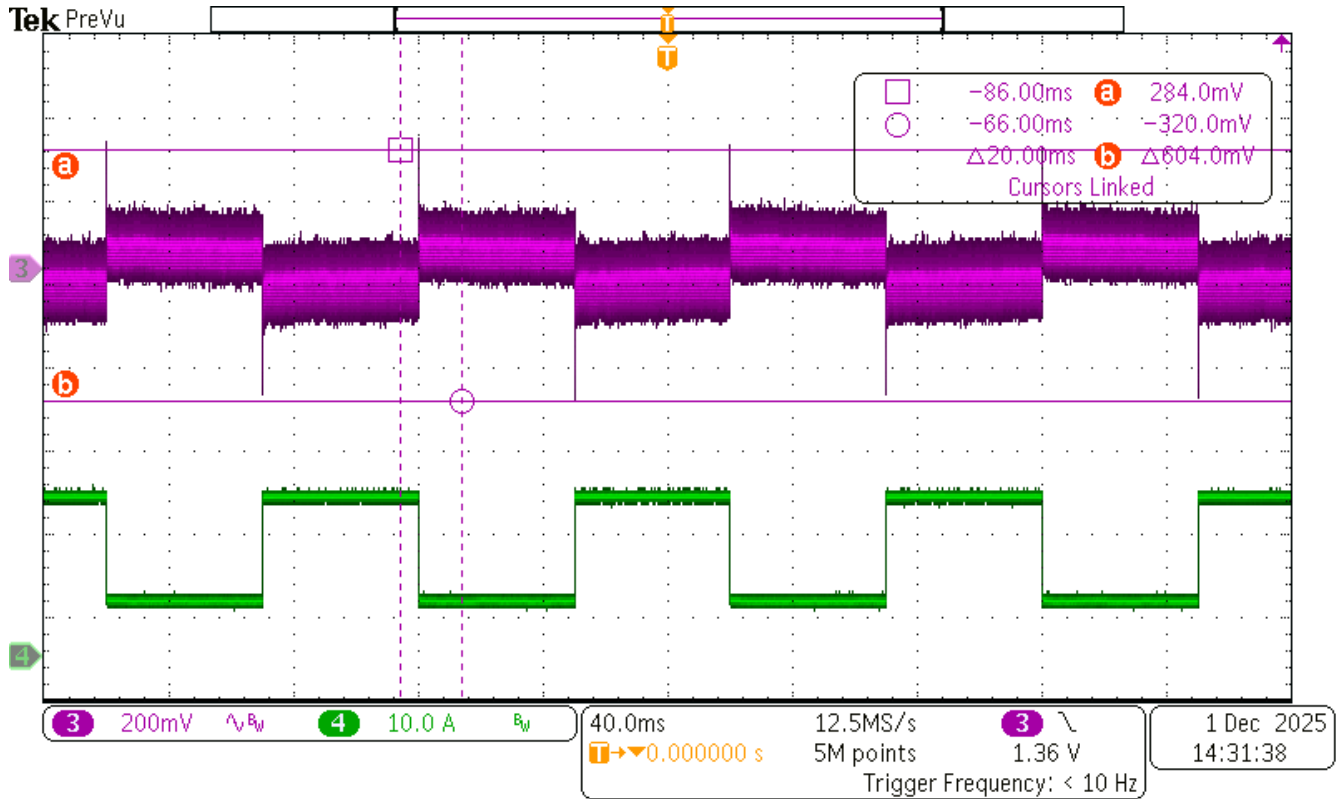 Tek PreVu
T
T
−86.00ms a 284.0mV
−66.00ms −320.0mV
△20.00ms b △604.0mV
Cursors Linked
a
3
b
4
3 200mV BW 4 10.0 A BW
40.0ms 12.5MS/s 3
T→▼0.000000 s 5M points 1.36 V
Trigger Frequency: < 10 Hz
1 Dec 2025
14:31:38